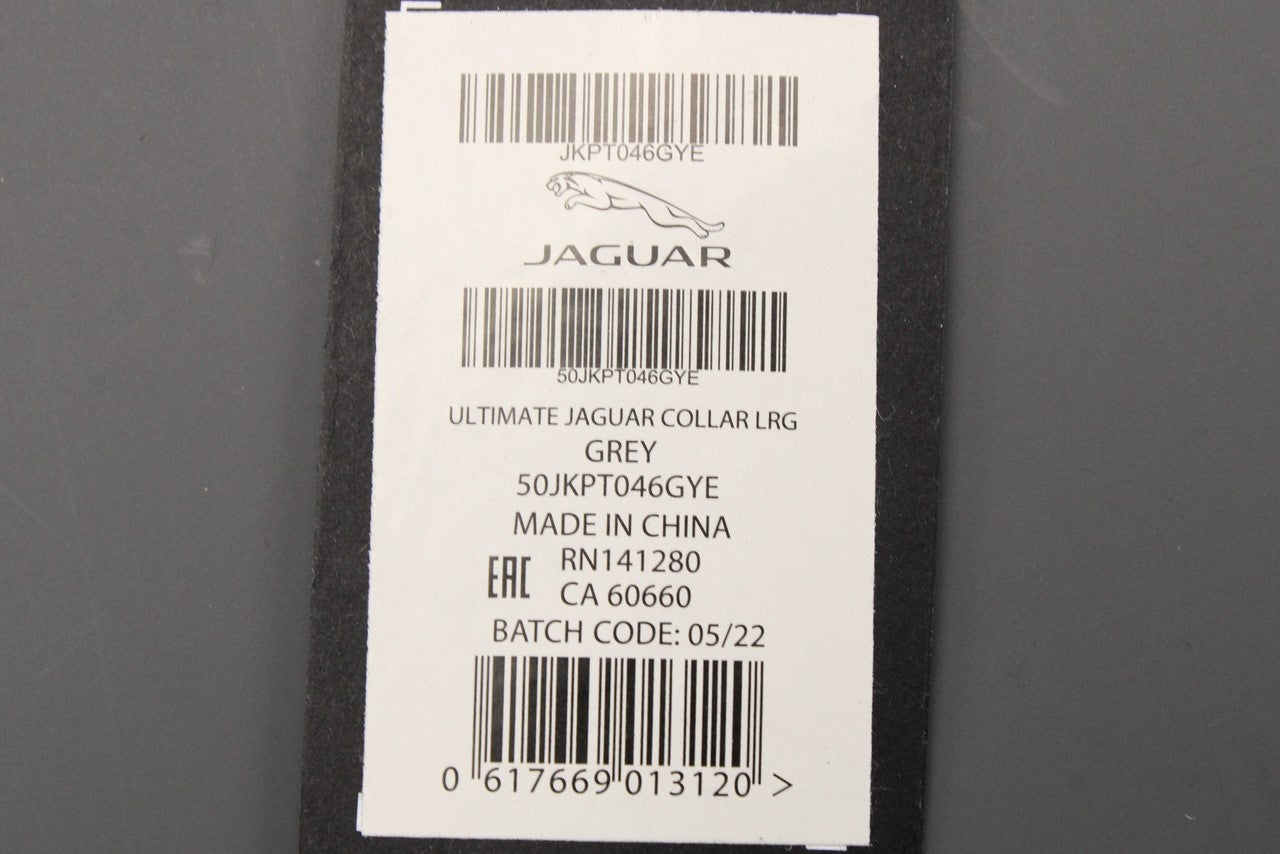 JKPT046GYE
JAGUAR
50JKPT046GYE
ULTIMATE JAGUAR COLLAR LRG
GREY
50JKPT046GYE
MADE IN CHINA
EAC
RN141280
CA 60660
BATCH CODE: 05/22
0 617669 013120 >